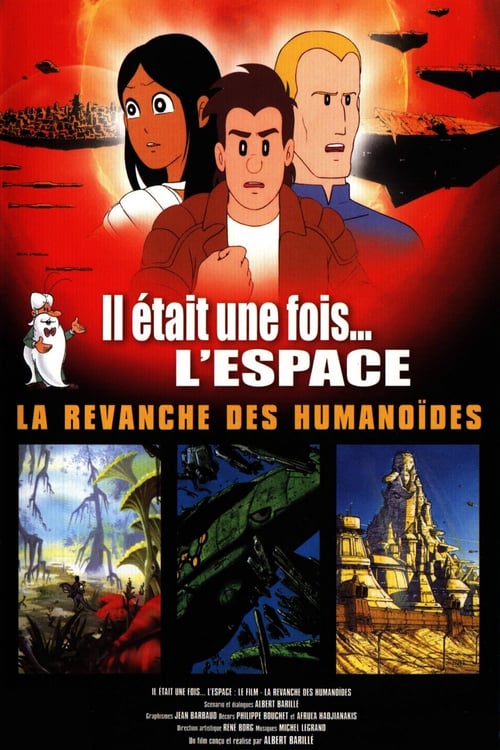 Il était une fois...
L'ESPACE
LA REVANCHE DES HUMANOÏDES
IL ÉTAIT UNE FOIS... L'ESPACE : LE FILM - LA REVANCHE DES HUMANOÏDES
Scénario et dialogues ALBERT BARILLÉ
Graphismes JEAN BARBAUD Décors PHILIPPE BOUCHET et AFROULA HADJIANAKIS
Direction artistique RENÉ BORG Musiques MICHEL LEGRAND
Un film conçu et réalisé par ALBERT BARILLÉ